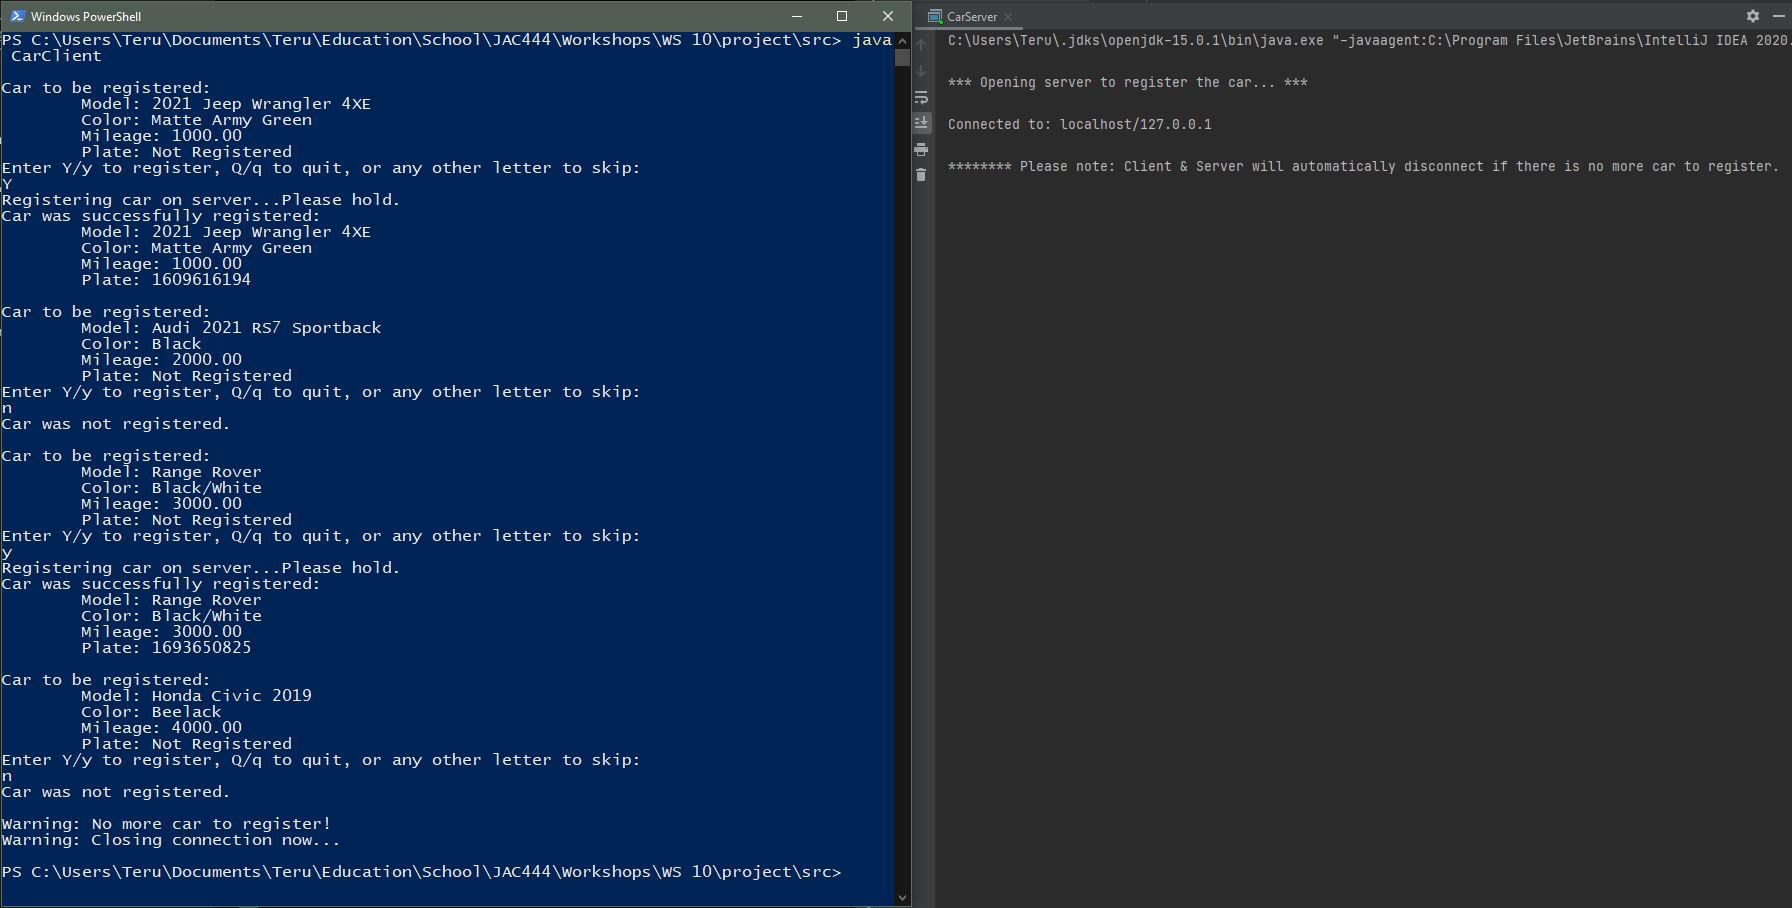 Windows PowerShell
PS C:\Users\Teru\Documents\Teru\Education\School\JAC444\Workshops\WS 10\project\src> java
CarClient
Car to be registered:
Model: 2021 Jeep Wrangler 4XE
Color: Matte Army Green
Mileage: 1000.00
Plate: Not Registered
Enter Y/y to register, Q/q to quit, or any other letter to skip:
Y
Registering car on server...Please hold.
Car was successfully registered:
Model: 2021 Jeep Wrangler 4XE
Color: Matte Army Green
Mileage: 1000.00
Plate: 1609616194
Car to be registered:
Model: Audi 2021 RS7 Sportback
Color: Black
Mileage: 2000.00
Plate: Not Registered
Enter Y/y to register, Q/q to quit, or any other letter to skip:
n
Car was not registered.
Car to be registered:
Model: Range Rover
Color: Black/White
Mileage: 3000.00
Plate: Not Registered
Enter Y/y to register, Q/q to quit, or any other letter to skip:
y
Registering car on server...Please hold.
Car was successfully registered:
Model: Range Rover
Color: Black/White
Mileage: 3000.00
Plate: 1693650825
Car to be registered:
Model: Honda Civic 2019
Color: Beelack
Mileage: 4000.00
Plate: Not Registered
Enter Y/y to register, Q/q to quit, or any other letter to skip:
n
Car was not registered.
Warning: No more car to register!
Warning: Closing connection now...
PS C:\Users\Teru\Documents\Teru\Education\School\JAC444\Workshops\WS 10\project\src>
CarServer
C:\Users\Teru\.jdks\openjdk-15.0.1\bin\java.exe "-javaagent:C:\Program Files\JetBrains\IntelliJ IDEA 2020.
*** Opening server to register the car... ***
Connected to: localhost/127.0.0.1
******** Please note: Client & Server will automatically disconnect if there is no more car to register.